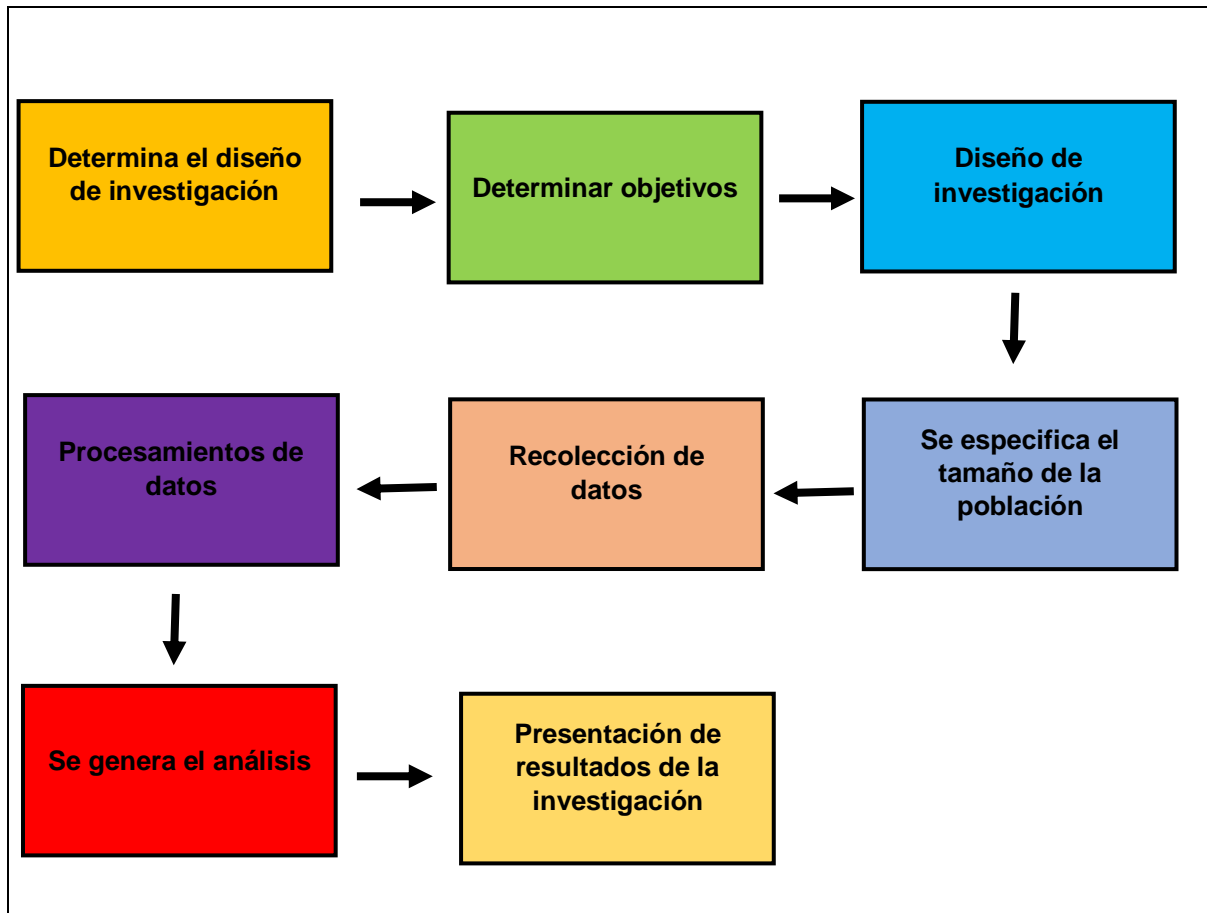 Determina el diseño
de investigación
Determinar objetivos
Diseño de
investigación
Se especifica el
tamaño de la
población
Recolección de
datos
Procesamientos de
datos
Se genera el análisis
Presentación de
resultados de la
investigación